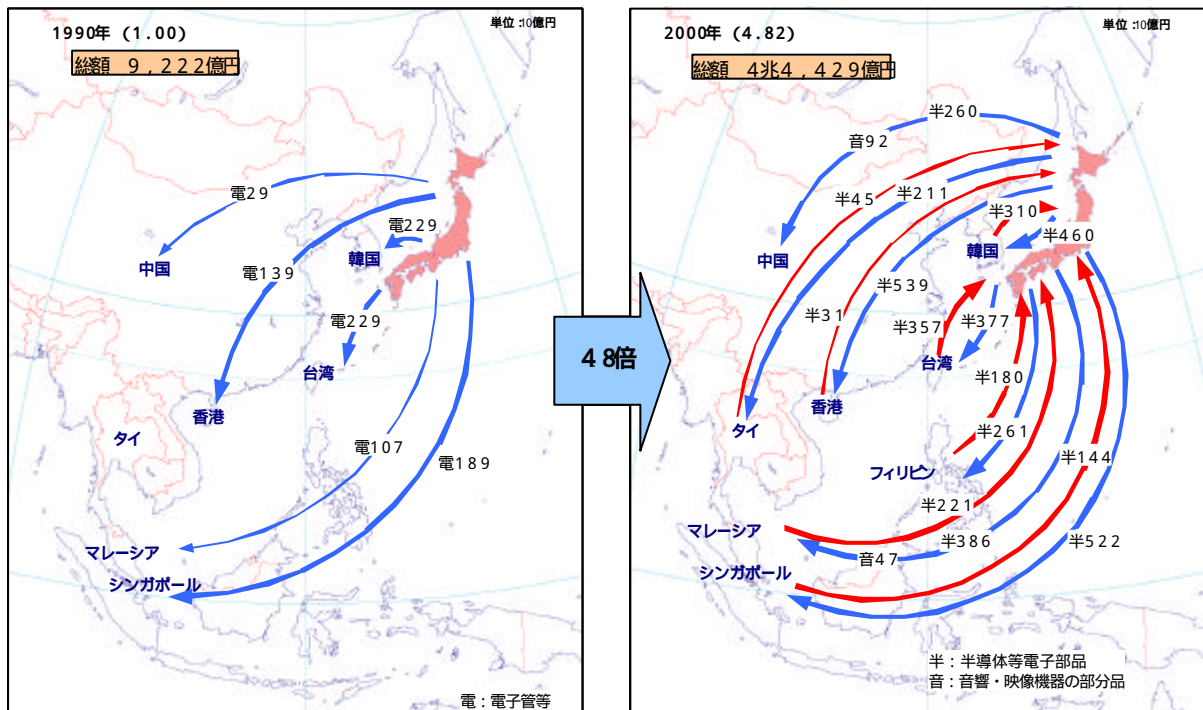 単位：10億円
1990年 (1.00)
総額　９,２２２億円
電29
電229
韓国
中国
電139
電229
台湾
香港
タイ
電107
電189
マレーシア
シンガポール
電：電子管等
４８倍
単位：10億円
2000年 (4.82)
総額　４兆４,４２９億円
半260
音92
半45
半211
半310
半460
韓国
中国
半539
半31
半357
半377
台湾
半180
香港
タイ
半261
半144
フィリピン
半221
マレーシア
半386
半522
音47
シンガポール
半：半導体等電子部品
音：音響・映像機器の部分品